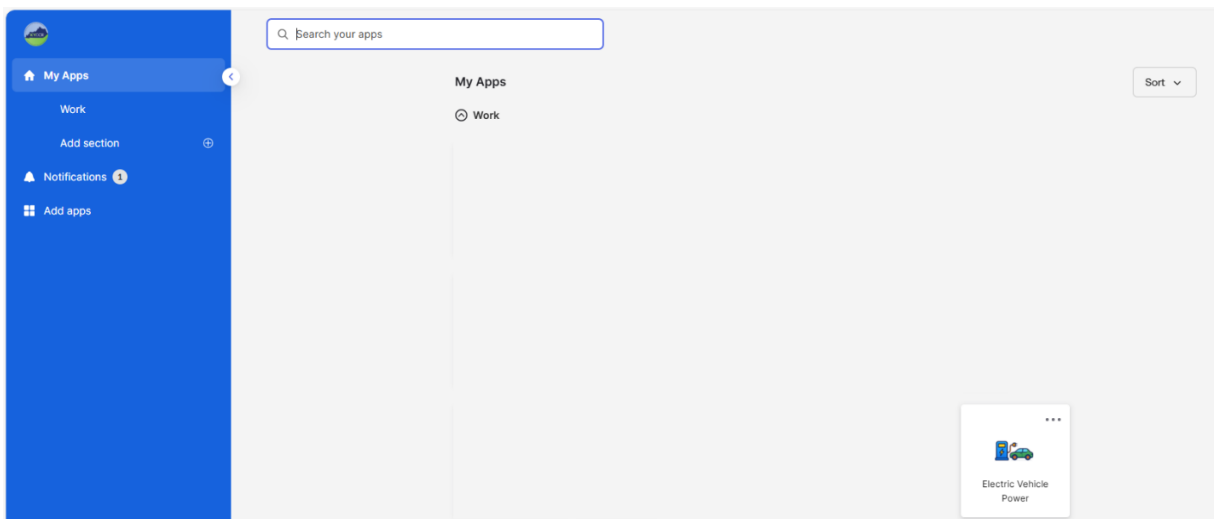 Search your apps
My Apps
My Apps
Sort
Work
Work
Add section
Notifications 1
Add apps
Electric Vehicle
Power